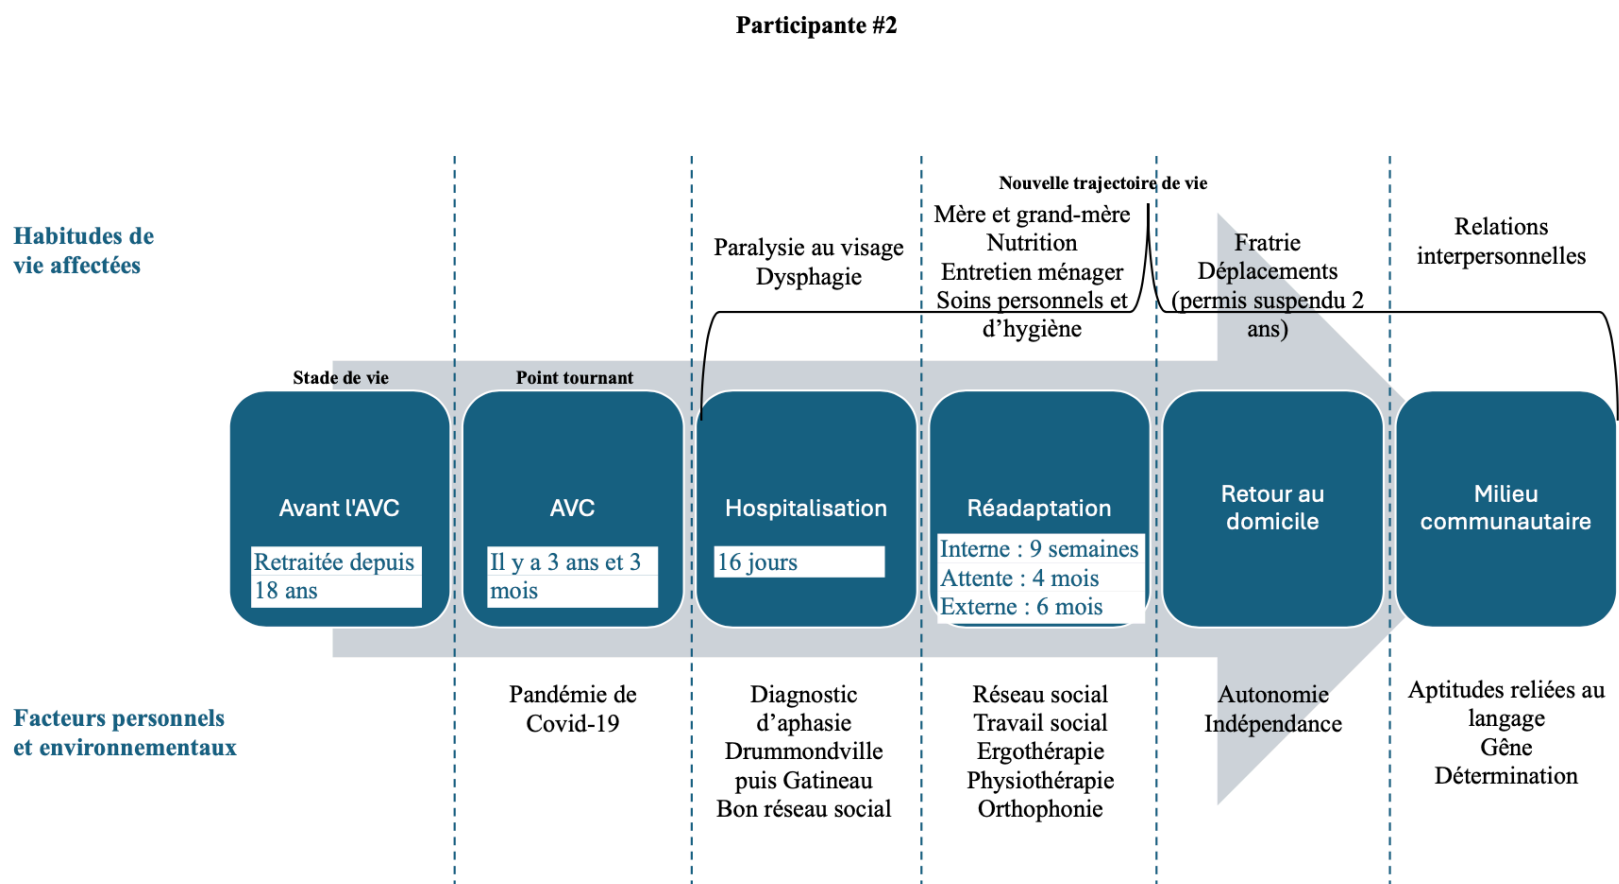 Participante #2
Habitudes de
vie affectées
Paralysie au visage
Dysphagie
Nouvelle trajectoire de vie
Mère et grand-mère
Nutrition
Entretien ménager
Soins personnels et
d’hygiène
Fratrie
Déplacements
(permis suspendu 2
ans)
Relations
interpersonnelles
Stade de vie
Point tournant
Avant l'AVC
Retraitée depuis
18 ans
AVC
Il y a 3 ans et 3
mois
Hospitalisation
16 jours
Réadaptation
Interne : 9 semaines
Attente : 4 mois
Externe : 6 mois
Retour au
domicile
Milieu
communautaire
Facteurs personnels
et environnementaux
Pandémie de
Covid-19
Diagnostic
d’aphasie
Drummondville
puis Gatineau
Bon réseau social
Réseau social
Travail social
Ergothérapie
Physiothérapie
Orthophonie
Autonomie
Indépendance
Aptitudes reliées au
langage
Gêne
Détermination